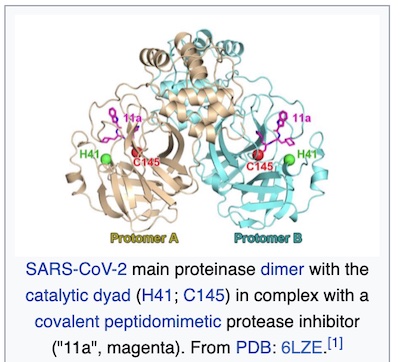 11a
11a
H41
C145
C145
H41
Protomer A
Protomer B
SARS-CoV-2 main proteinase dimer with the
catalytic dyad (H41; C145) in complex with a
covalent peptidomimetic protease inhibitor
("11a", magenta). From PDB: 6LZE.[1]